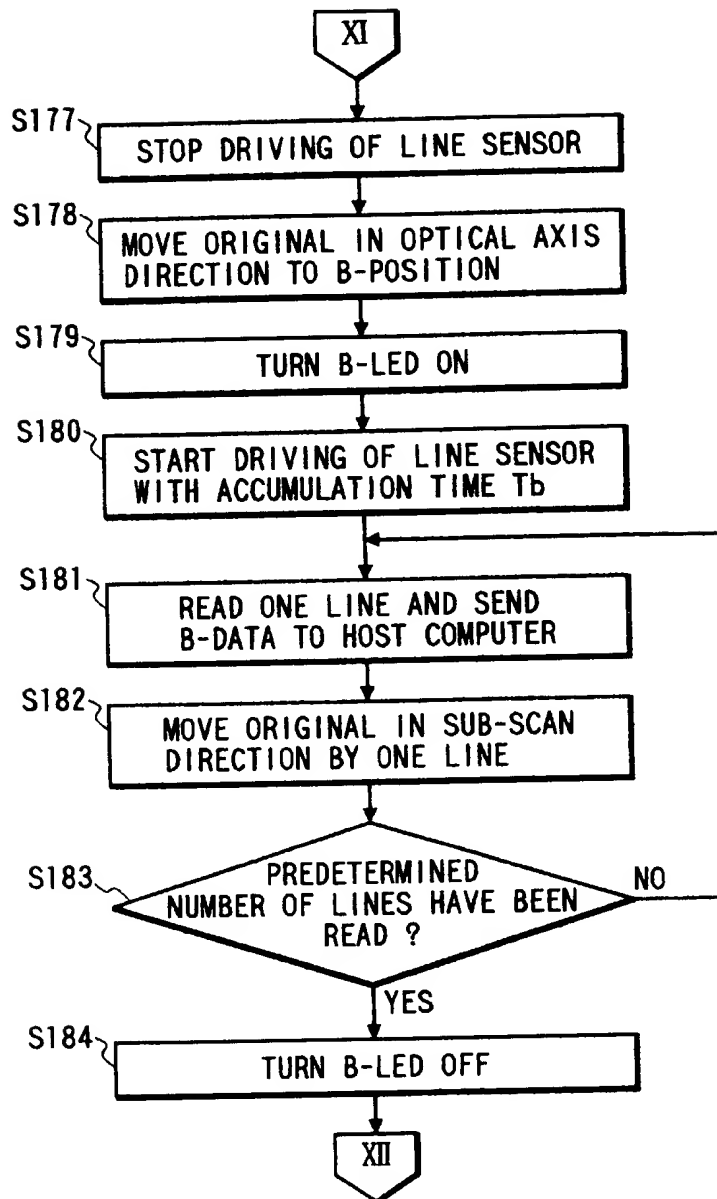 XI
S177
STOP DRIVING OF LINE SENSOR
S178
MOVE ORIGINAL IN OPTICAL AXIS
DIRECTION TO B-POSITION
S179
TURN B-LED ON
S180
START DRIVING OF LINE SENSOR
WITH ACCUMULATION TIME Tb
S181
READ ONE LINE AND SEND
B-DATA TO HOST COMPUTER
S182
MOVE ORIGINAL IN SUB-SCAN
DIRECTION BY ONE LINE
S183
PREDETERMINED
NUMBER OF LINES HAVE BEEN
READ ?
NO
YES
S184
TURN B-LED OFF
XII